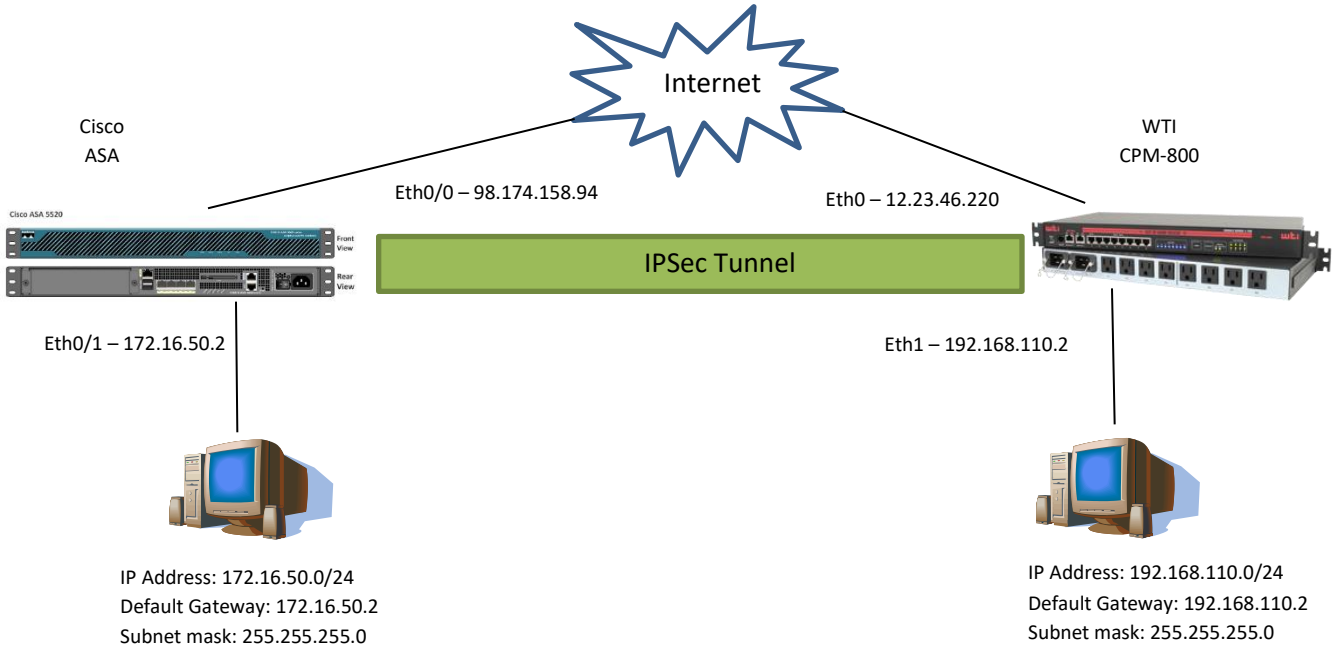 Internet
Cisco
ASA
WTI
CPM-800
Eth0/0 – 98.174.158.94
Eth0 – 12.23.46.220
Cisco ASA 5520
Front
View
Rear
View
wti
wti
IPSec Tunnel
Eth0/1 – 172.16.50.2
Eth1 – 192.168.110.2
IP Address: 172.16.50.0/24
Default Gateway: 172.16.50.2
Subnet mask: 255.255.255.0
IP Address: 192.168.110.0/24
Default Gateway: 192.168.110.2
Subnet mask: 255.255.255.0